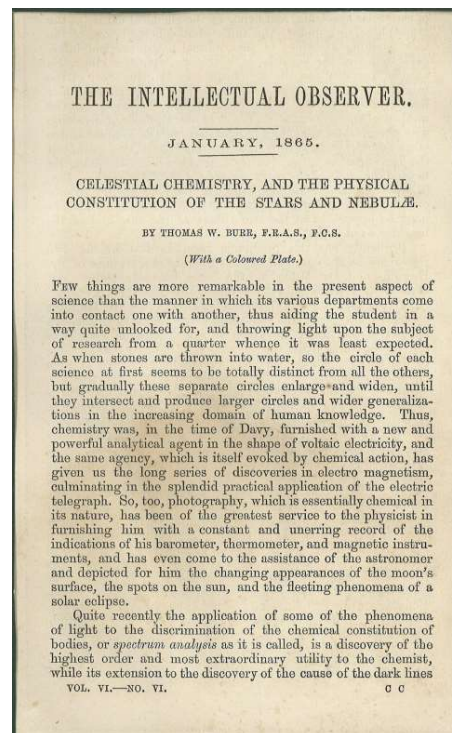 THE INTELLECTUAL OBSERVER.
JANUARY, 1865.
CELESTIAL CHEMISTRY, AND THE PHYSICAL
CONSTITUTION OF THE STARS AND NEBULÆ.
BY THOMAS W. BURR, F.R.A.S., F.C.S.
(With a Coloured Plate.)
FEW things are more remarkable in the present aspect of
science than the manner in which its various departments come
into contact one with another, thus aiding the student in a
way quite unlooked for, and throwing light upon the subject
of research from a quarter whence it was least expected.
As when stones are thrown into water, so the circle of each
science at first seems to be totally distinct from all the others,
but gradually these separate circles enlarge and widen, until
they intersect and produce larger circles and wider generaliza-
tions in the increasing domain of human knowledge. Thus,
chemistry was, in the time of Davy, furnished with a new and
powerful analytical agent in the shape of voltaic electricity, and
the same agency, which is itself evoked by chemical action, has
given us the long series of discoveries in electro magnetism,
culminating in the splendid practical application of the electric
telegraph. So, too, photography, which is essentially chemical in
its nature, has been of the greatest service to the physicist in
furnishing him with a constant and unerring record of the
indications of his barometer, thermometer, and magnetic instru-
ments, and has even come to the assistance of the astronomer
and depicted for him the changing appearances of the moon's
surface, the spots on the sun, and the fleeting phenomena of a
solar eclipse.
Quite recently the application of some of the phenomena
of light to the discrimination of the chemical constitution of
bodies, or spectrum analysis as it is called, is a discovery of the
highest order and most extraordinary utility to the chemist,
while its extension to the discovery of the cause of the dark lines
VOL. VI.—NO. VI. C C